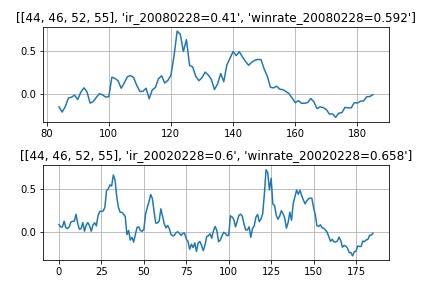 [[44, 46, 52, 55], 'ir_20080228=0.41', 'winrate_20080228=0.592']
0.5
0.0
80 100 120 140 160 180
[[44, 46, 52, 55], 'ir_20020228=0.6', 'winrate_20020228=0.658']
0.5
0.0
0 25 50 75 100 125 150 175